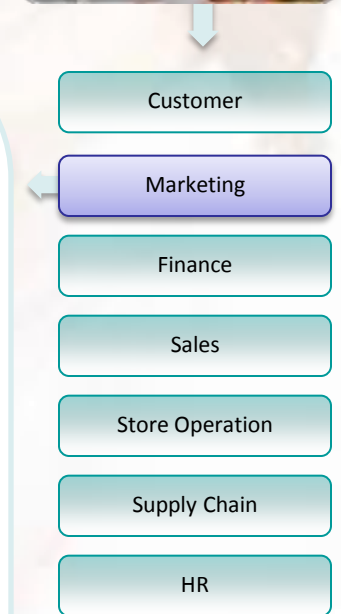 Customer
Marketing
Finance
Sales
Store Operation
Supply Chain
HR